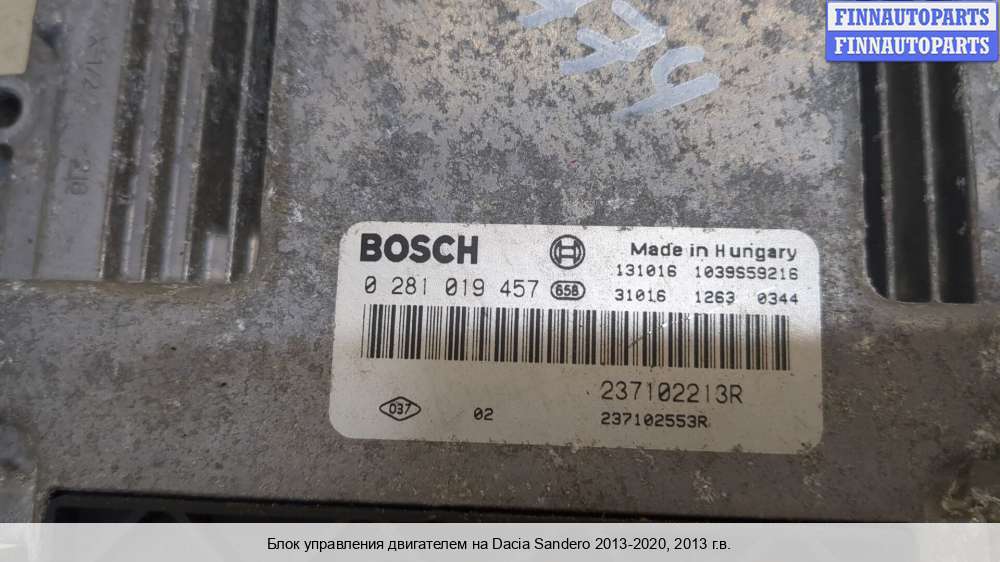 FINNAUTOPARTS
FINNAUTOPARTS
BOSCH
Made in Hungary
131016 1039S59216
0 281 019 457 658
31016 1263 0344
237102213R
037 02 237102553R
Блок управления двигателем на Dacia Sandero 2013-2020, 2013 г.в.